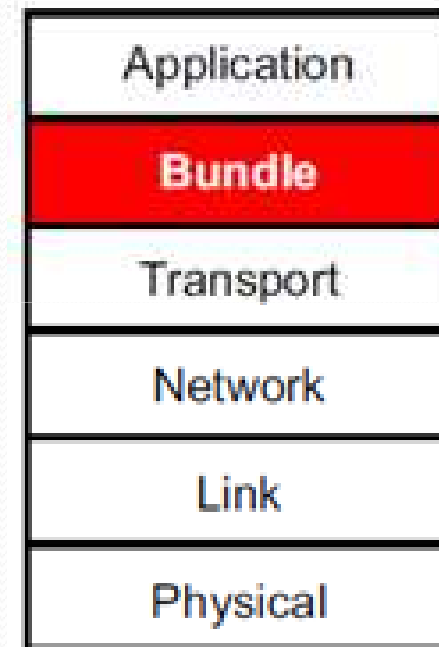 Application
Bundle
Transport
Network
Link
Physical